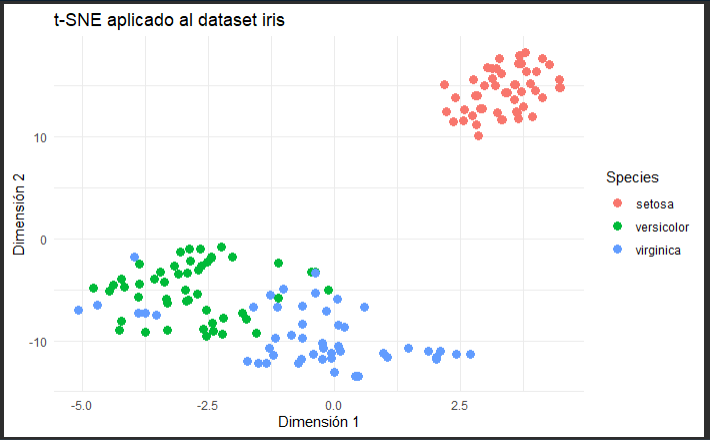 t-SNE aplicado al dataset iris
Dimensión 2
10
0
-10
-5.0 -2.5 0.0 2.5
Dimensión 1
Species
setosa
versicolor
virginica